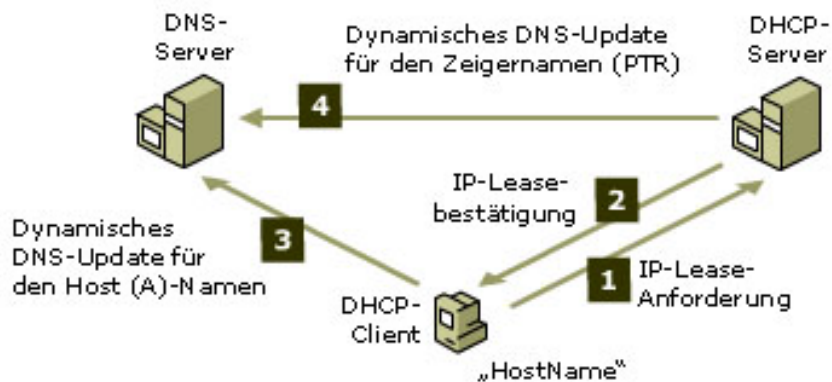 DNS-
Server
Dynamisches DNS-Update
für den Zeigernamen (PTR)
DHCP-
Server
4
IP-Lease-
bestätigung
2
Dynamisches
DNS-Update für
den Host (A)-Namen
3
1
IP-Lease-
Anforderung
DHCP-
Client
„HostName“